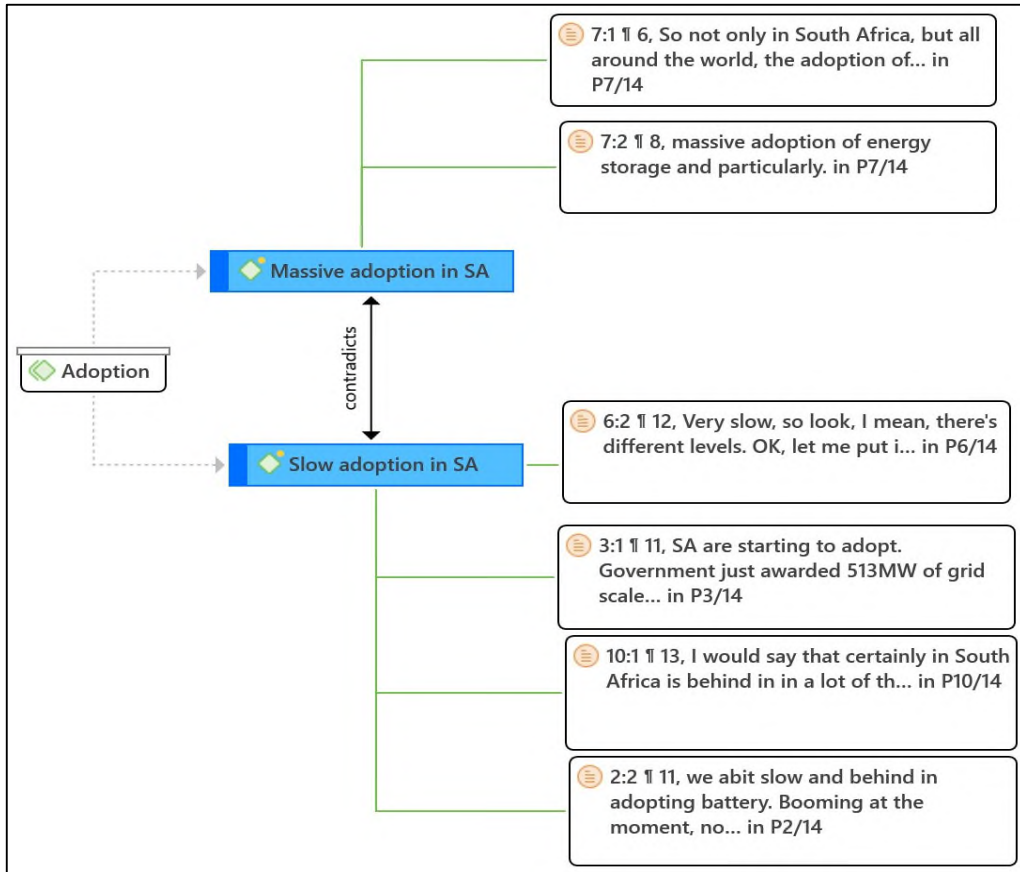 7:1 ¶ 6, So not only in South Africa, but all
around the world, the adoption of... in
P7/14
7:2 ¶ 8, massive adoption of energy
storage and particularly. in P7/14
Massive adoption in SA
contradicts
Adoption
Slow adoption in SA
6:2 ¶ 12, Very slow, so look, I mean, there's
different levels. OK, let me put i... in P6/14
3:1 ¶ 11, SA are starting to adopt.
Government just awarded 513MW of grid
scale... in P3/14
10:1 ¶ 13, I would say that certainly in South
Africa is behind in in a lot of th... in P10/14
2:2 ¶ 11, we abit slow and behind in
adopting battery. Booming at the
moment, no... in P2/14